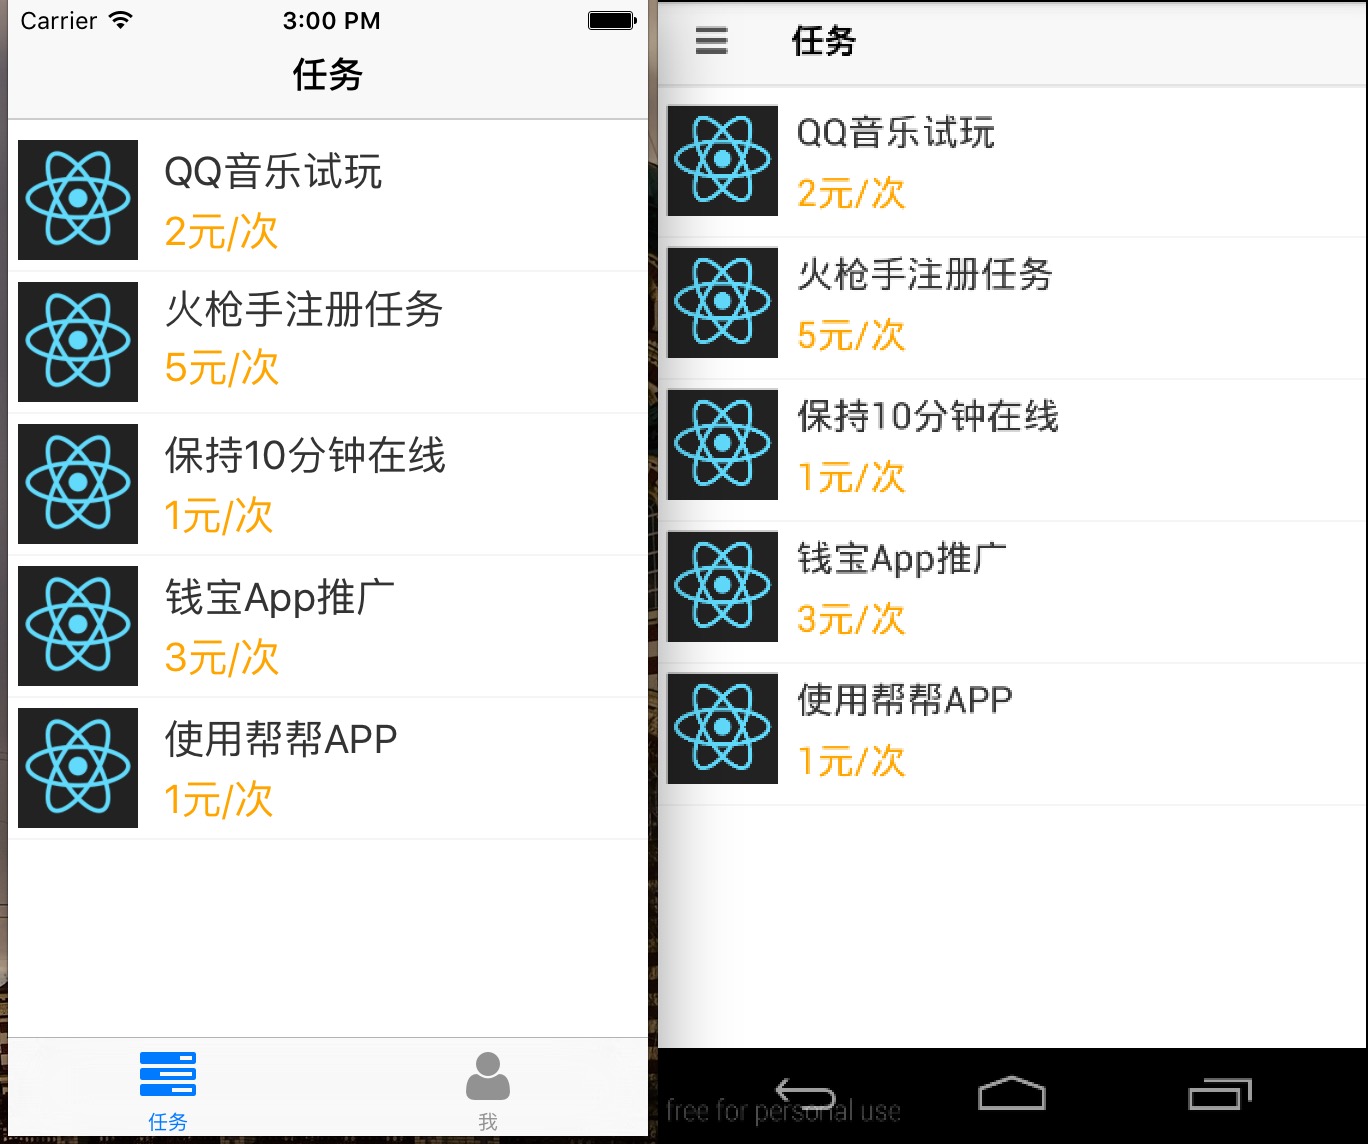 Carrier
3:00 PM
任务
QQ音乐试玩
2元/次
火枪手注册任务
5元/次
保持10分钟在线
1元/次
钱宝App推广
3元/次
使用帮帮APP
1元/次
任务
我
任务
QQ音乐试玩
2元/次
火枪手注册任务
5元/次
保持10分钟在线
1元/次
钱宝App推广
3元/次
使用帮帮APP
1元/次
free for personal use